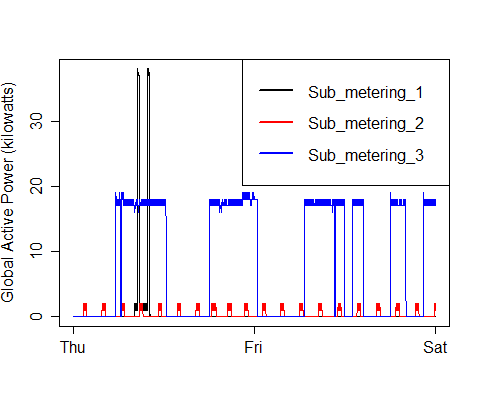 Global Active Power (kilowatts)
30
20
10
0
Sub_metering_1
Sub_metering_2
Sub_metering_3
Thu Fri Sat